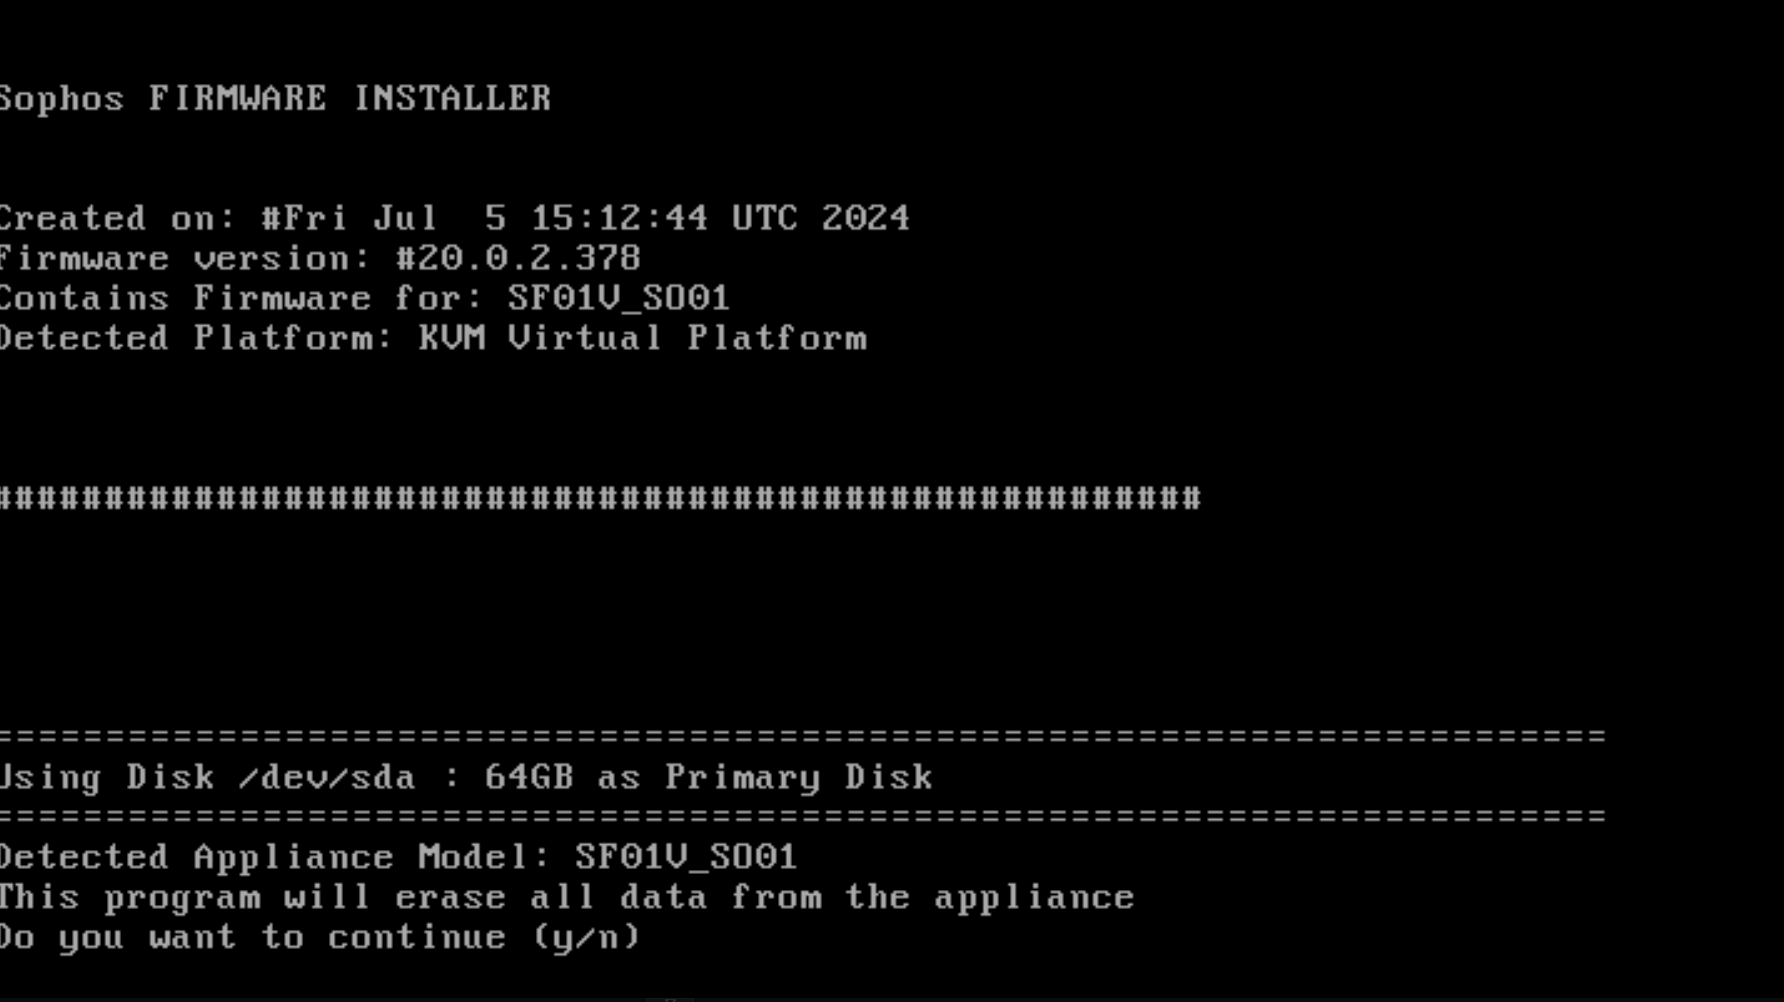 Sophos FIRMWARE INSTALLER
Created on: #Fri Jul  5 15:12:44 UTC 2024
Firmware version: #20.0.2.378
Contains Firmware for: SF01V_SO01
Detected Platform: KVM Virtual Platform
######################################################
========================================================================
Using Disk /dev/sda : 64GB as Primary Disk
========================================================================
Detected Appliance Model: SF01V_SO01
This program will erase all data from the appliance
Do you want to continue (y/n)